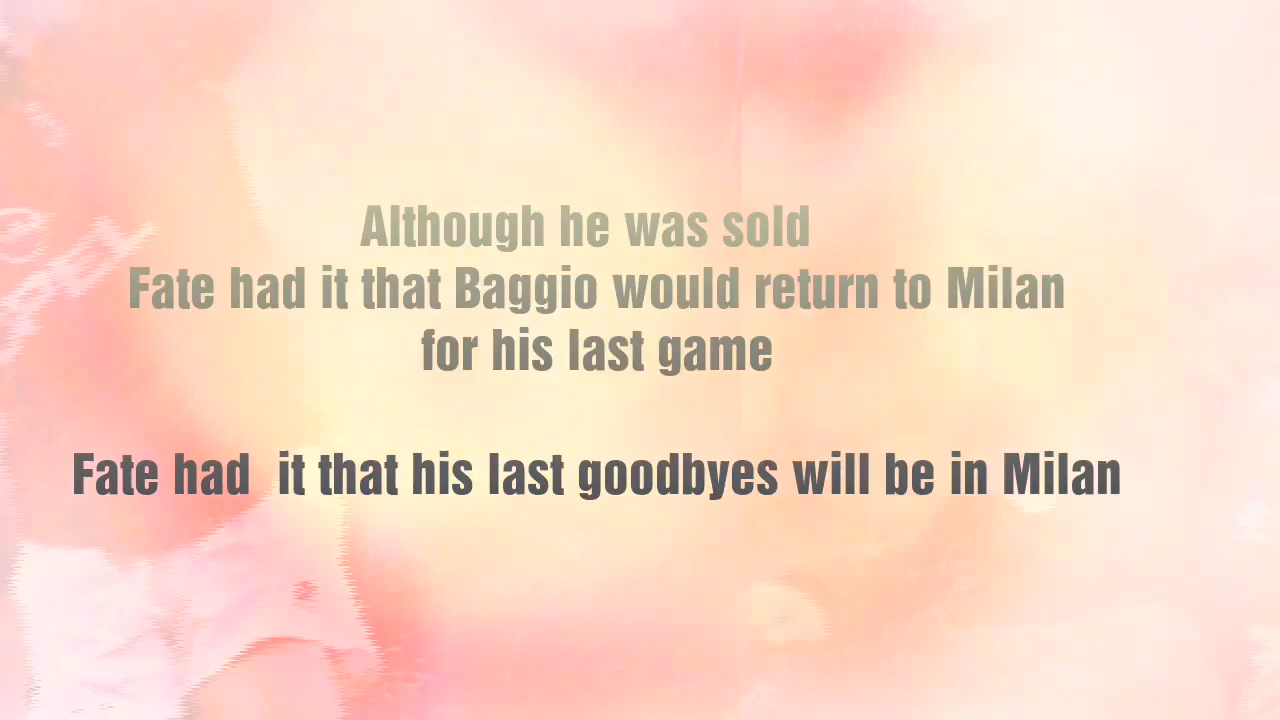 Although he was sold
Fate had it that Baggio would return to Milan
for his last game
Fate had  it that his last goodbyes will be in Milan